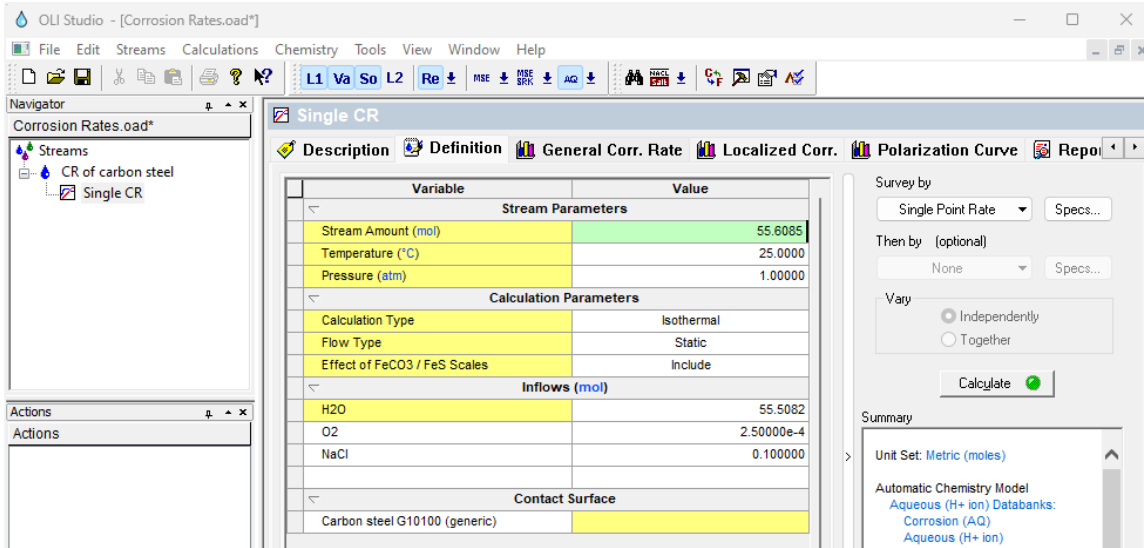 OLI Studio - [Corrosion Rates.oad*]
File Edit Streams Calculations Chemistry Tools View Window Help
L1 Va So L2 Re MSE MSE SRK AQ
Navigator
Corrosion Rates.oad*
Streams
CR of carbon steel
Single CR
Actions
Actions
Single CR
Description Definition General Corr. Rate Localized Corr. Polarization Curve Repor
Variable Value
Stream Parameters
Stream Amount (mol) 55.6085
Temperature (°C) 25.0000
Pressure (atm) 1.00000
Calculation Parameters
Calculation Type Isothermal
Flow Type Static
Effect of FeCO3 / FeS Scales Include
Inflows (mol)
H2O 55.5082
O2 2.50000e-4
NaCl 0.100000
Contact Surface
Carbon steel G10100 (generic)
Survey by
Single Point Rate Specs...
Then by (optional)
None Specs...
Vary
Independently
Together
Calculate
Summary
Unit Set: Metric (moles)
Automatic Chemistry Model
Aqueous (H+ ion) Databanks:
Corrosion (AQ)
Aqueous (H+ ion)